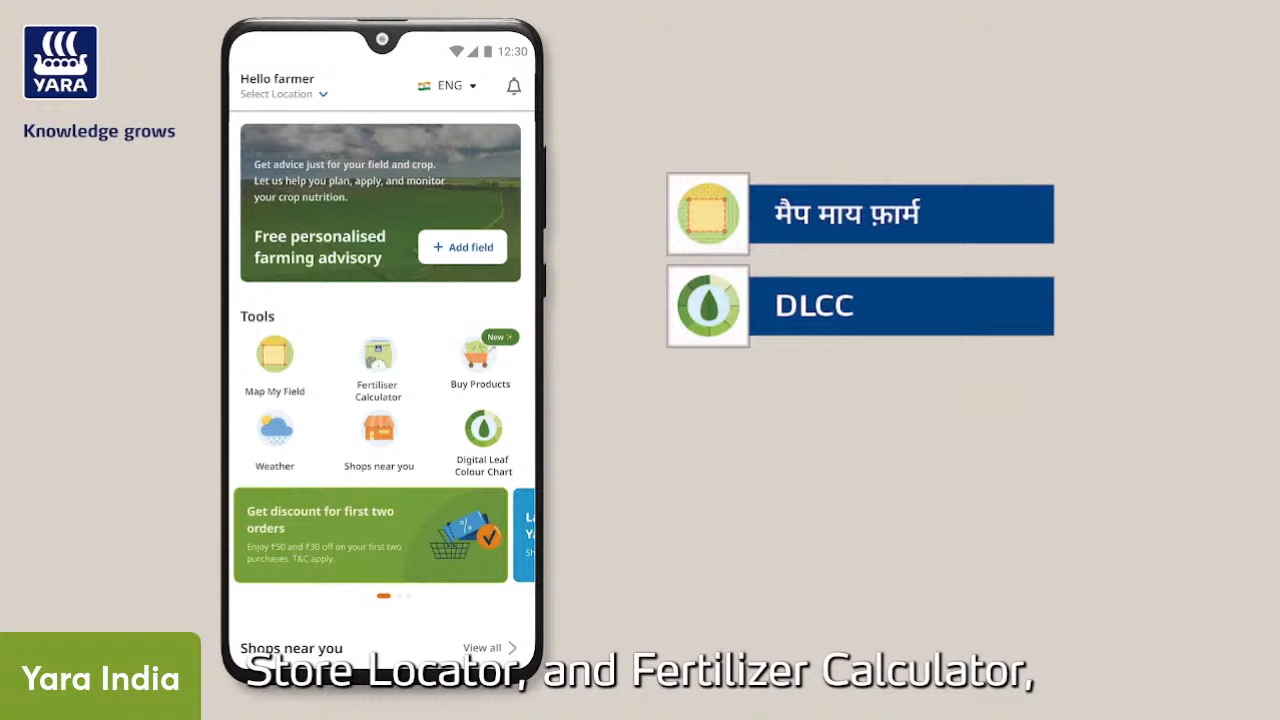 YARA
Knowledge grows
12:30
Hello farmer
Select Location
ENG
Get advice just for your field and crop.
Let us help you plan, apply, and monitor
your crop nutrition.
Free personalised
farming advisory
+ Add field
Tools
New
Map My Field
Fertiliser
Calculator
Buy Products
Weather
Shops near you
Digital Leaf
Colour Chart
Get discount for first two
orders
Enjoy ₹50 and ₹30 off on your first two
purchases. T&C apply.
Shops near you
View all
मैप माय फ़ार्म
DLCC
Yara India
Store Locator, and Fertilizer Calculator,